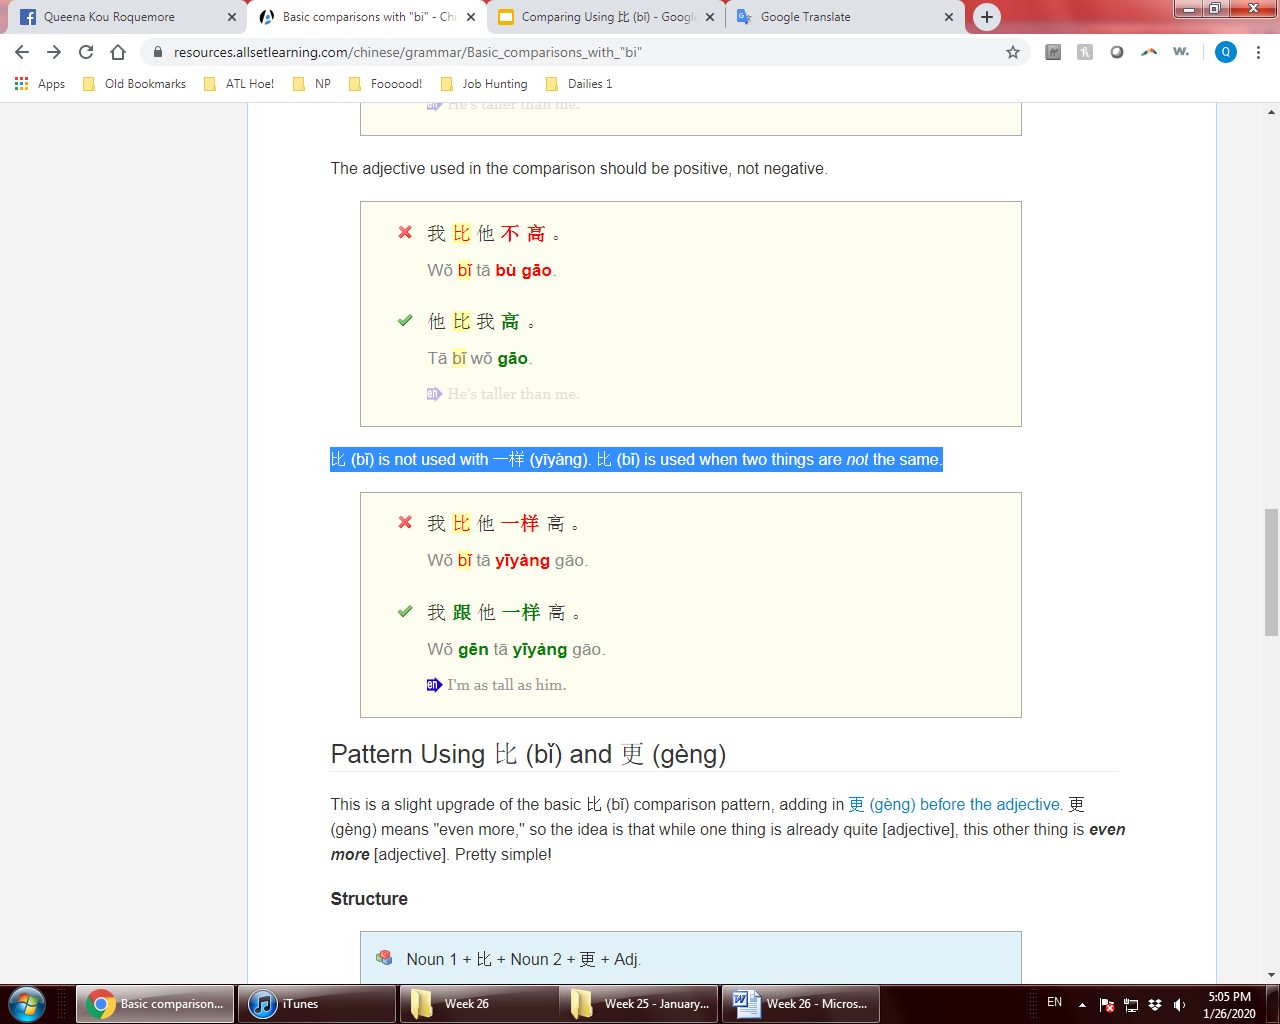 Queena Kou Roquemore
Basic comparisons with "bi" - Chi
Comparing Using 比 (bǐ) - Google
Google Translate
resources.allsetlearning.com/chinese/grammar/Basic_comparisons_with_"bi"
Q
Apps
Old Bookmarks
ATL Hoe!
NP
Foooood!
Job Hunting
Dailies 1
en He's taller than me.
The adjective used in the comparison should be positive, not negative.
我 比 他 不 高 。
Wǒ bǐ tā bù gāo.
他 比 我 高 。
Tā bǐ wǒ gāo.
en He's taller than me.
比 (bǐ) is not used with 一样 (yīyàng). 比 (bǐ) is used when two things are not the same.
我 比 他 一样 高 。
Wǒ bǐ tā yīyàng gāo.
我 跟 他 一样 高 。
Wǒ gēn tā yīyàng gāo.
en I'm as tall as him.
Pattern Using 比 (bǐ) and 更 (gèng)
This is a slight upgrade of the basic 比 (bǐ) comparison pattern, adding in 更 (gèng) before the adjective. 更
(gèng) means "even more," so the idea is that while one thing is already quite [adjective], this other thing is even
more [adjective]. Pretty simple!
Structure
Noun 1 + 比 + Noun 2 + 更 + Adj.
Basic comparison...
iTunes
Week 26
Week 25 - January...
Week 26 - Micros...
EN
5:05 PM
1/26/2020